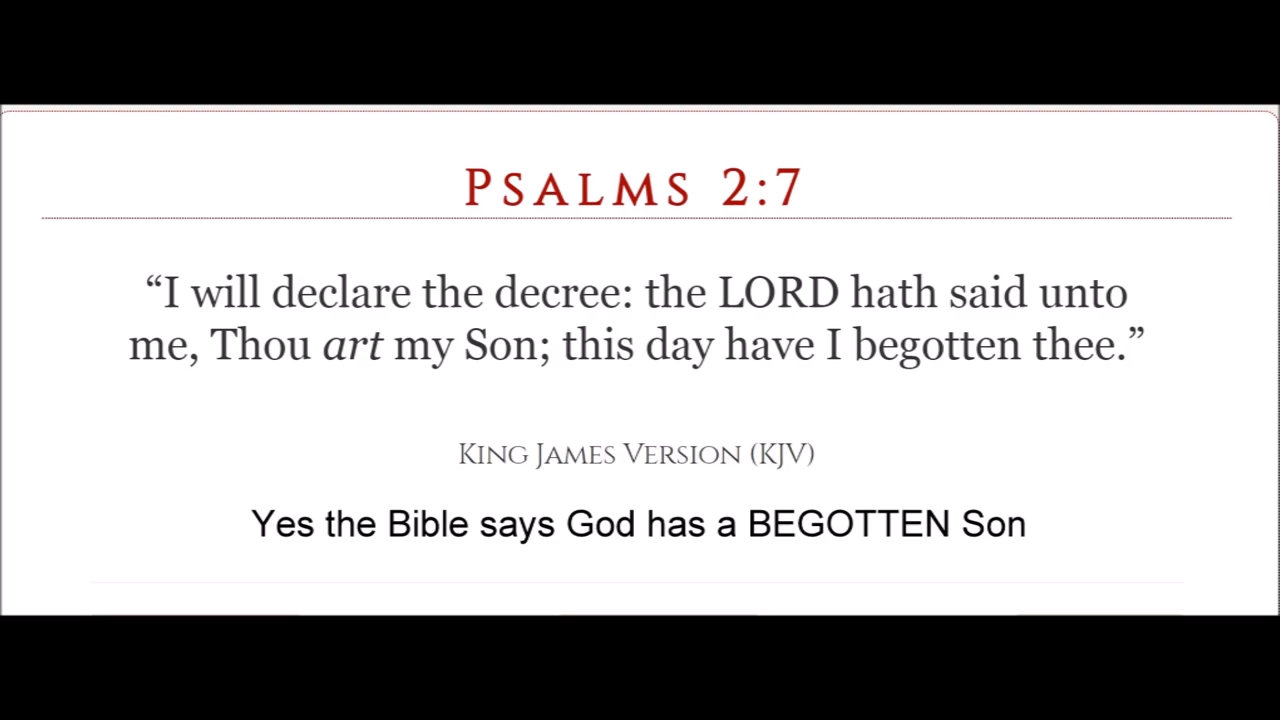 PSALMS 2:7
“I will declare the decree: the LORD hath said unto
me, Thou art my Son; this day have I begotten thee.”
KING JAMES VERSION (KJV)
Yes the Bible says God has a BEGOTTEN Son